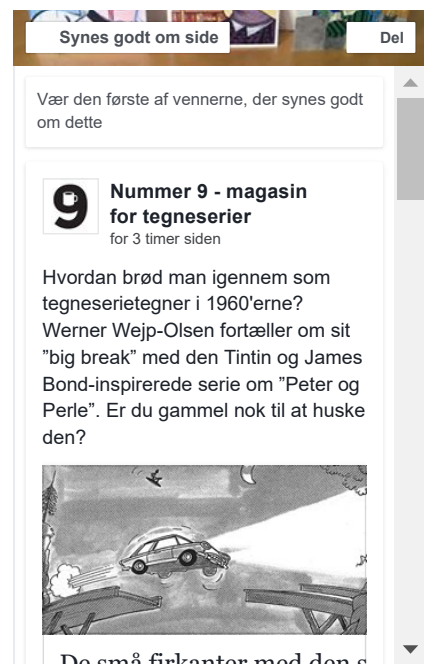 Synes godt om side
Del
Vær den første af vennerne, der synes godt
om dette
9
Nummer 9 - magasin
for tegneserier
for 3 timer siden
Hvordan brød man igennem som
tegneserietegner i 1960'erne?
Werner Wejp-Olsen fortæller om sit
”big break” med den Tintin og James
Bond-inspirerede serie om ”Peter og
Perle”. Er du gammel nok til at huske
den?
De små firkanter med den s